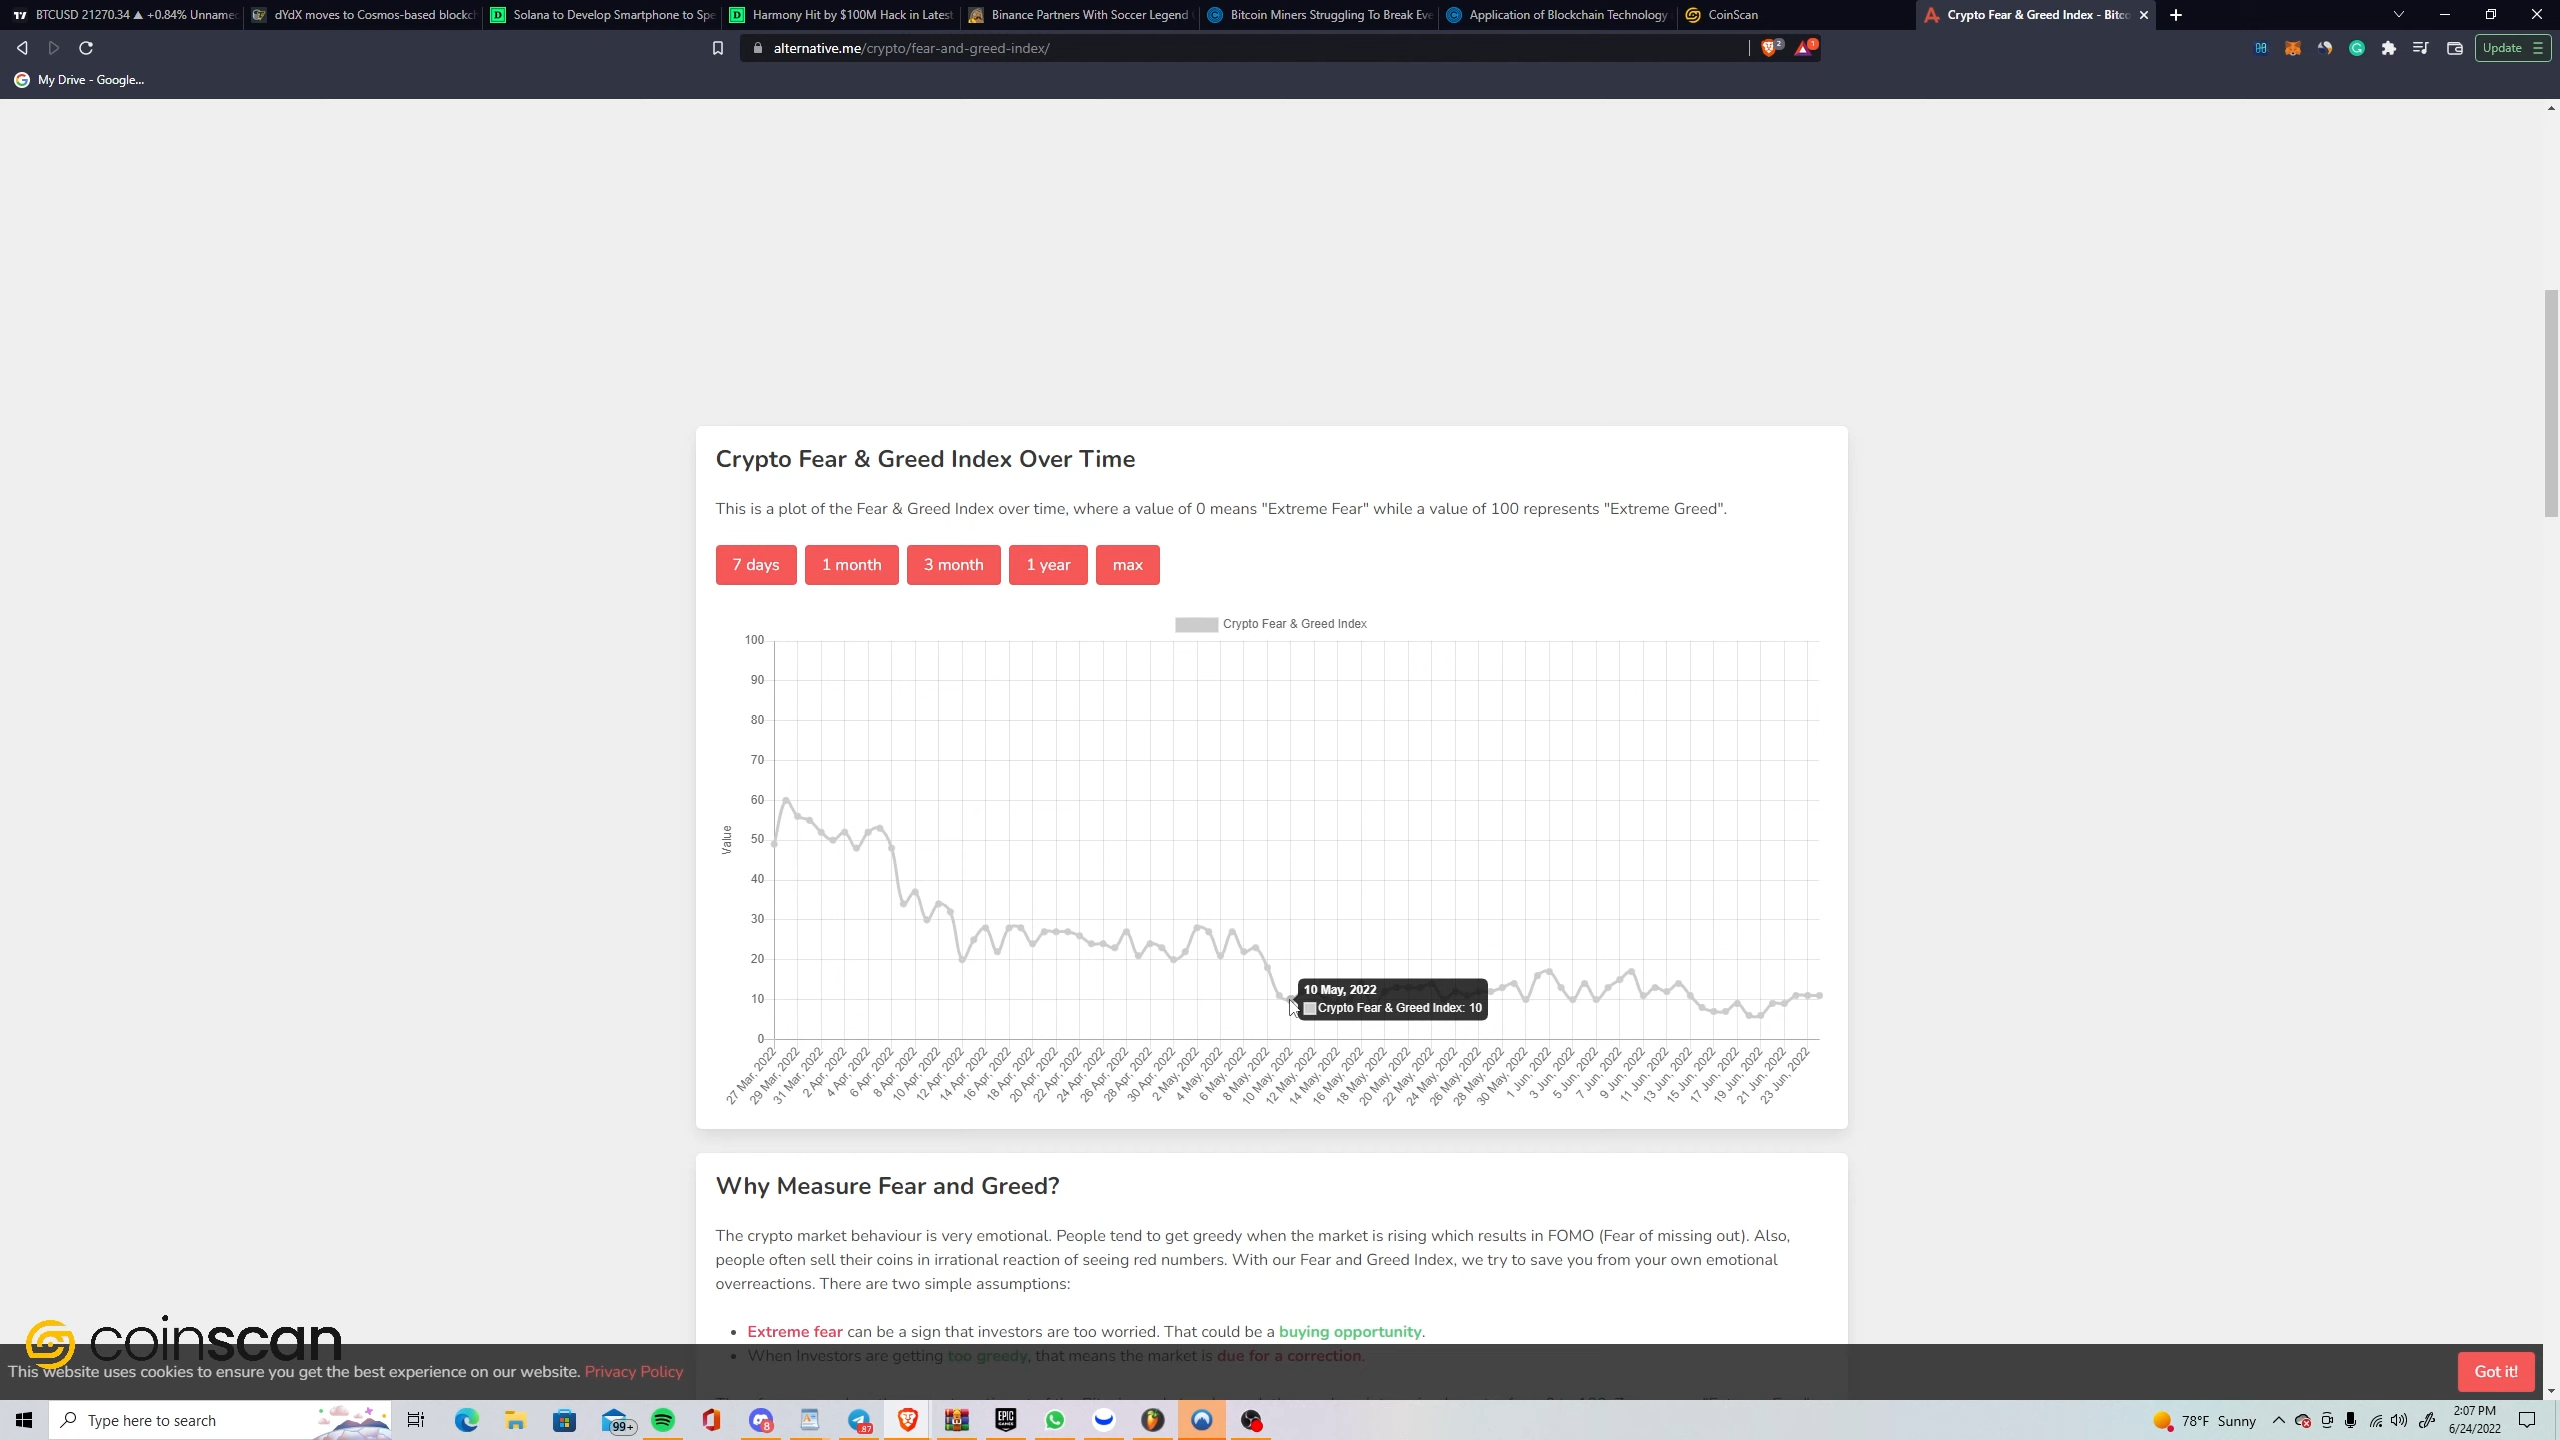 BTCUSD 21270.34 ▲ +0.84% Unname
dYdX moves to Cosmos-based blockc
Solana to Develop Smartphone to Spe
Harmony Hit by $100M Hack in Latest
Binance Partners With Soccer Legend
Bitcoin Miners Struggling To Break Eve
Application of Blockchain Technology
CoinScan
Crypto Fear & Greed Index - Bitc
alternative.me/crypto/fear-and-greed-index/
2
1
Update
My Drive - Google...
Crypto Fear & Greed Index Over Time
This is a plot of the Fear & Greed Index over time, where a value of 0 means "Extreme Fear" while a value of 100 represents "Extreme Greed".
7 days
1 month
3 month
1 year
max
Crypto Fear & Greed Index
100
90
80
70
60
50
40
30
20
10
0
Value
10 May, 2022
Crypto Fear & Greed Index: 10
27 Mar, 2022
29 Mar, 2022
31 Mar, 2022
2 Apr, 2022
4 Apr, 2022
6 Apr, 2022
8 Apr, 2022
10 Apr, 2022
12 Apr, 2022
14 Apr, 2022
16 Apr, 2022
18 Apr, 2022
20 Apr, 2022
22 Apr, 2022
24 Apr, 2022
26 Apr, 2022
28 Apr, 2022
30 Apr, 2022
2 May, 2022
4 May, 2022
6 May, 2022
8 May, 2022
10 May, 2022
12 May, 2022
14 May, 2022
16 May, 2022
18 May, 2022
20 May, 2022
22 May, 2022
24 May, 2022
26 May, 2022
28 May, 2022
30 May, 2022
1 Jun, 2022
3 Jun, 2022
5 Jun, 2022
7 Jun, 2022
9 Jun, 2022
11 Jun, 2022
13 Jun, 2022
15 Jun, 2022
17 Jun, 2022
19 Jun, 2022
21 Jun, 2022
23 Jun, 2022
Why Measure Fear and Greed?
The crypto market behaviour is very emotional. People tend to get greedy when the market is rising which results in FOMO (Fear of missing out). Also,
people often sell their coins in irrational reaction of seeing red numbers. With our Fear and Greed Index, we try to save you from your own emotional
overreactions. There are two simple assumptions:
• Extreme fear can be a sign that investors are too worried. That could be a buying opportunity.
• When Investors are getting too greedy, that means the market is due for a correction.
coinscan
This website uses cookies to ensure you get the best experience on our website. Privacy Policy
Got it!
Type here to search
99+
8
87
EPIC
GAMES
78°F Sunny
2:07 PM
6/24/2022